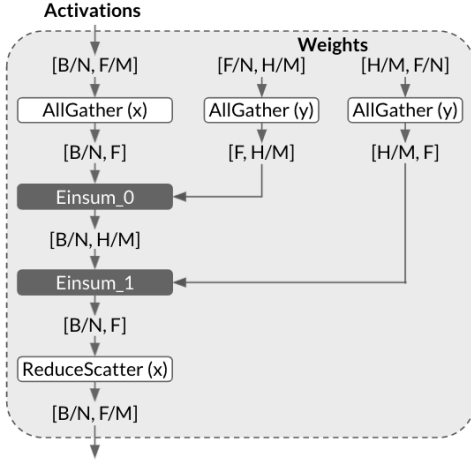 Activations
Weights
[B/N, F/M]
[F/N, H/M]
[H/M, F/N]
AllGather (x)
AllGather (y)
AllGather (y)
[B/N, F]
[F, H/M]
[H/M, F]
Einsum_0
[B/N, H/M]
Einsum_1
[B/N, F]
ReduceScatter (x)
[B/N, F/M]